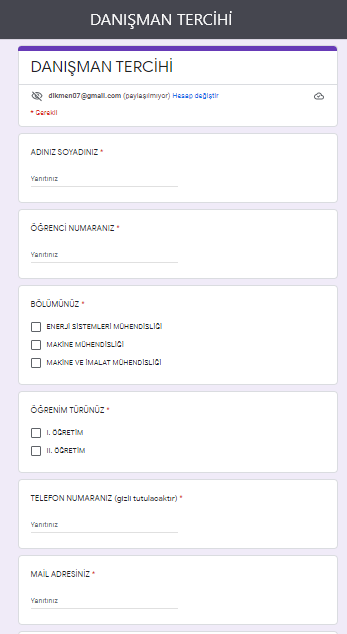 DANIŞMAN TERCİHİ
DANIŞMAN TERCİHİ
dikmen07@gmail.com (paylaşılmıyor) Hesap değiştir
* Gerekli
ADINIZ SOYADINIZ *
Yanıtınız
ÖĞRENCİ NUMARANIZ *
Yanıtınız
BÖLÜMÜNÜZ *
ENERJİ SİSTEMLERİ MÜHENDİSLİĞİ
MAKİNE MÜHENDİSLİĞİ
MAKİNE VE İMALAT MÜHENDİSLİĞİ
ÖĞRENİM TÜRÜNÜZ *
I. ÖĞRETİM
II. ÖĞRETİM
TELEFON NUMARANIZ (gizli tutulacaktır) *
Yanıtınız
MAİL ADRESİNİZ *
Yanıtınız